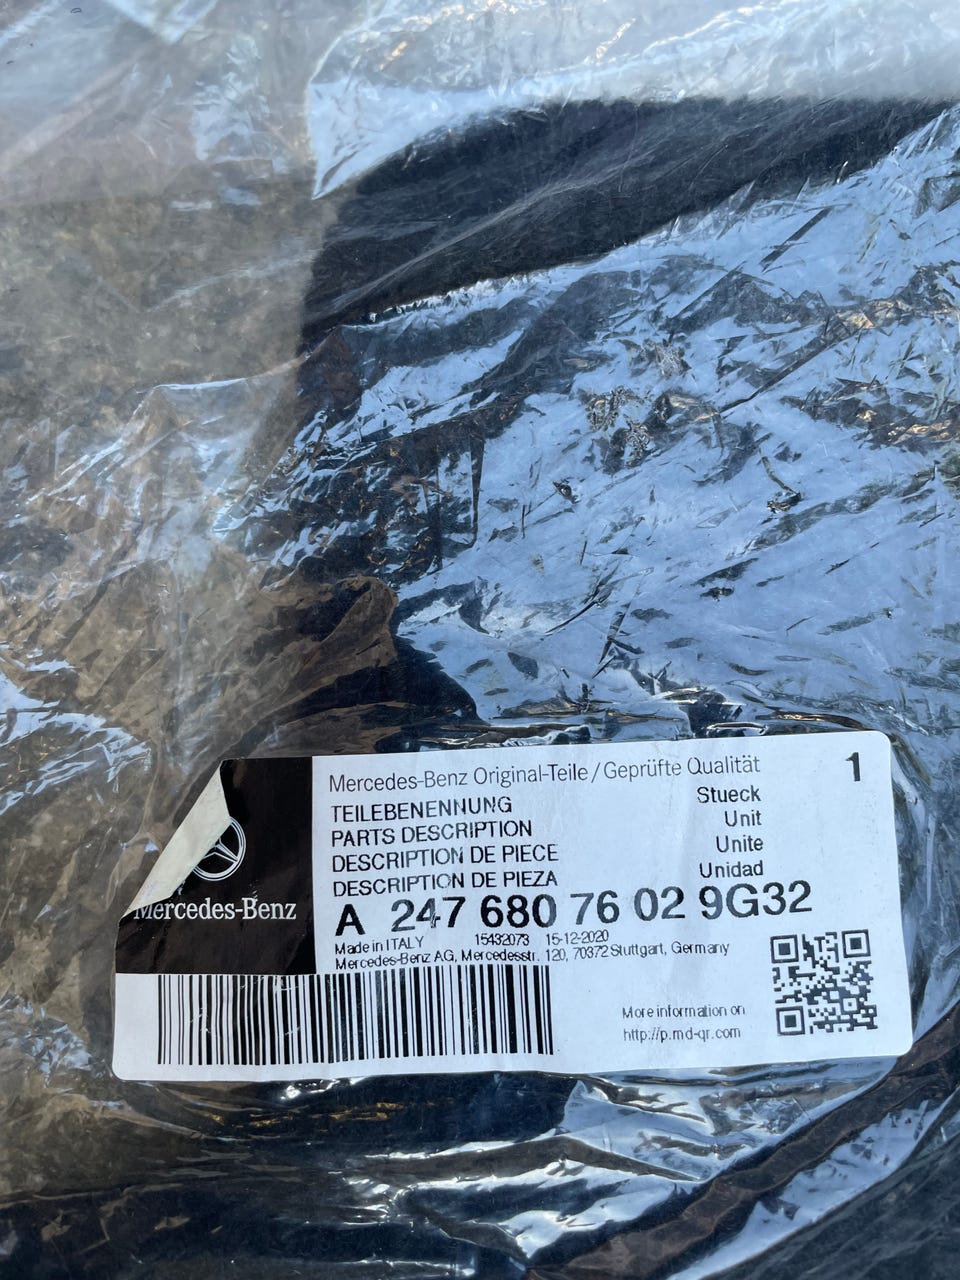 Mercedes-Benz Original-Teile/Geprüfte Qualität
1
TEILEBENENNUNG
Stueck
PARTS DESCRIPTION
Unit
DESCRIPTION DE PIECE
Unite
DESCRIPTION DE PIEZA
Unidad
Mercedes-Benz
A 247 680 76 02 9G32
Made in ITALY 15432073 15-12-2020
Mercedes-Benz AG, Mercedesstr. 120, 70372 Stuttgart, Germany
More information on
http://p.md-qr.com